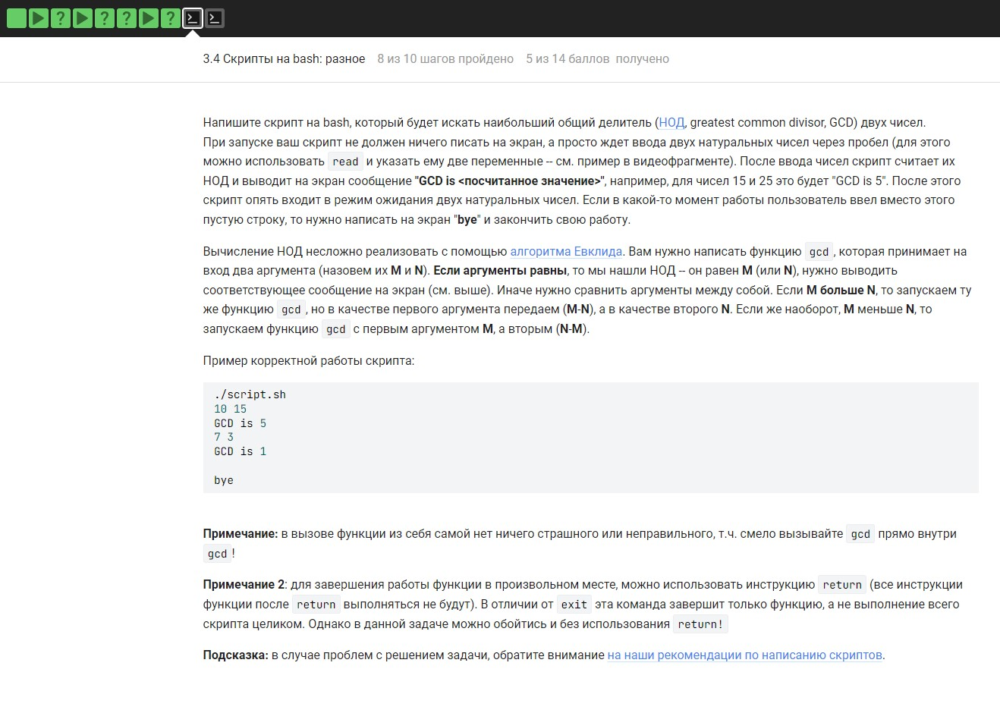 3.4 Скрипты на bash: разное 8 из 10 шагов пройдено 5 из 14 баллов получено
Напишите скрипт на bash, который будет искать наибольший общий делитель (НОД, greatest common divisor, GCD) двух чисел.
При запуске ваш скрипт не должен ничего писать на экран, а просто ждет ввода двух натуральных чисел через пробел (для этого
можно использовать read и указать ему две переменные -- см. пример в видеофрагменте). После ввода чисел скрипт считает их
НОД и выводит на экран сообщение "GCD is <посчитанное значение>", например, для чисел 15 и 25 это будет "GCD is 5". После этого
скрипт опять входит в режим ожидания двух натуральных чисел. Если в какой-то момент работы пользователь ввел вместо этого
пустую строку, то нужно написать на экран "bye" и закончить свою работу.
Вычисление НОД несложно реализовать с помощью алгоритма Евклида. Вам нужно написать функцию gcd, которая принимает на
вход два аргумента (назовем их M и N). Если аргументы равны, то мы нашли НОД -- он равен M (или N), нужно выводить
соответствующее сообщение на экран (см. выше). Иначе нужно сравнить аргументы между собой. Если M больше N, то запускаем ту
же функцию gcd, но в качестве первого аргумента передаем (M-N), а в качестве второго N. Если же наоборот, M меньше N, то
запускаем функцию gcd с первым аргументом M, а вторым (N-M).
Пример корректной работы скрипта:
./script.sh
10 15
GCD is 5
7 3
GCD is 1
bye
Примечание: в вызове функции из себя самой нет ничего страшного или неправильного, т.ч. смело вызывайте gcd прямо внутри
gcd!
Примечание 2: для завершения работы функции в произвольном месте, можно использовать инструкцию return (все инструкции
функции после return выполняться не будут). В отличии от exit эта команда завершит только функцию, а не выполнение всего
скрипта целиком. Однако в данной задаче можно обойтись и без использования return!
Подсказка: в случае проблем с решением задачи, обратите внимание на наши рекомендации по написанию скриптов.